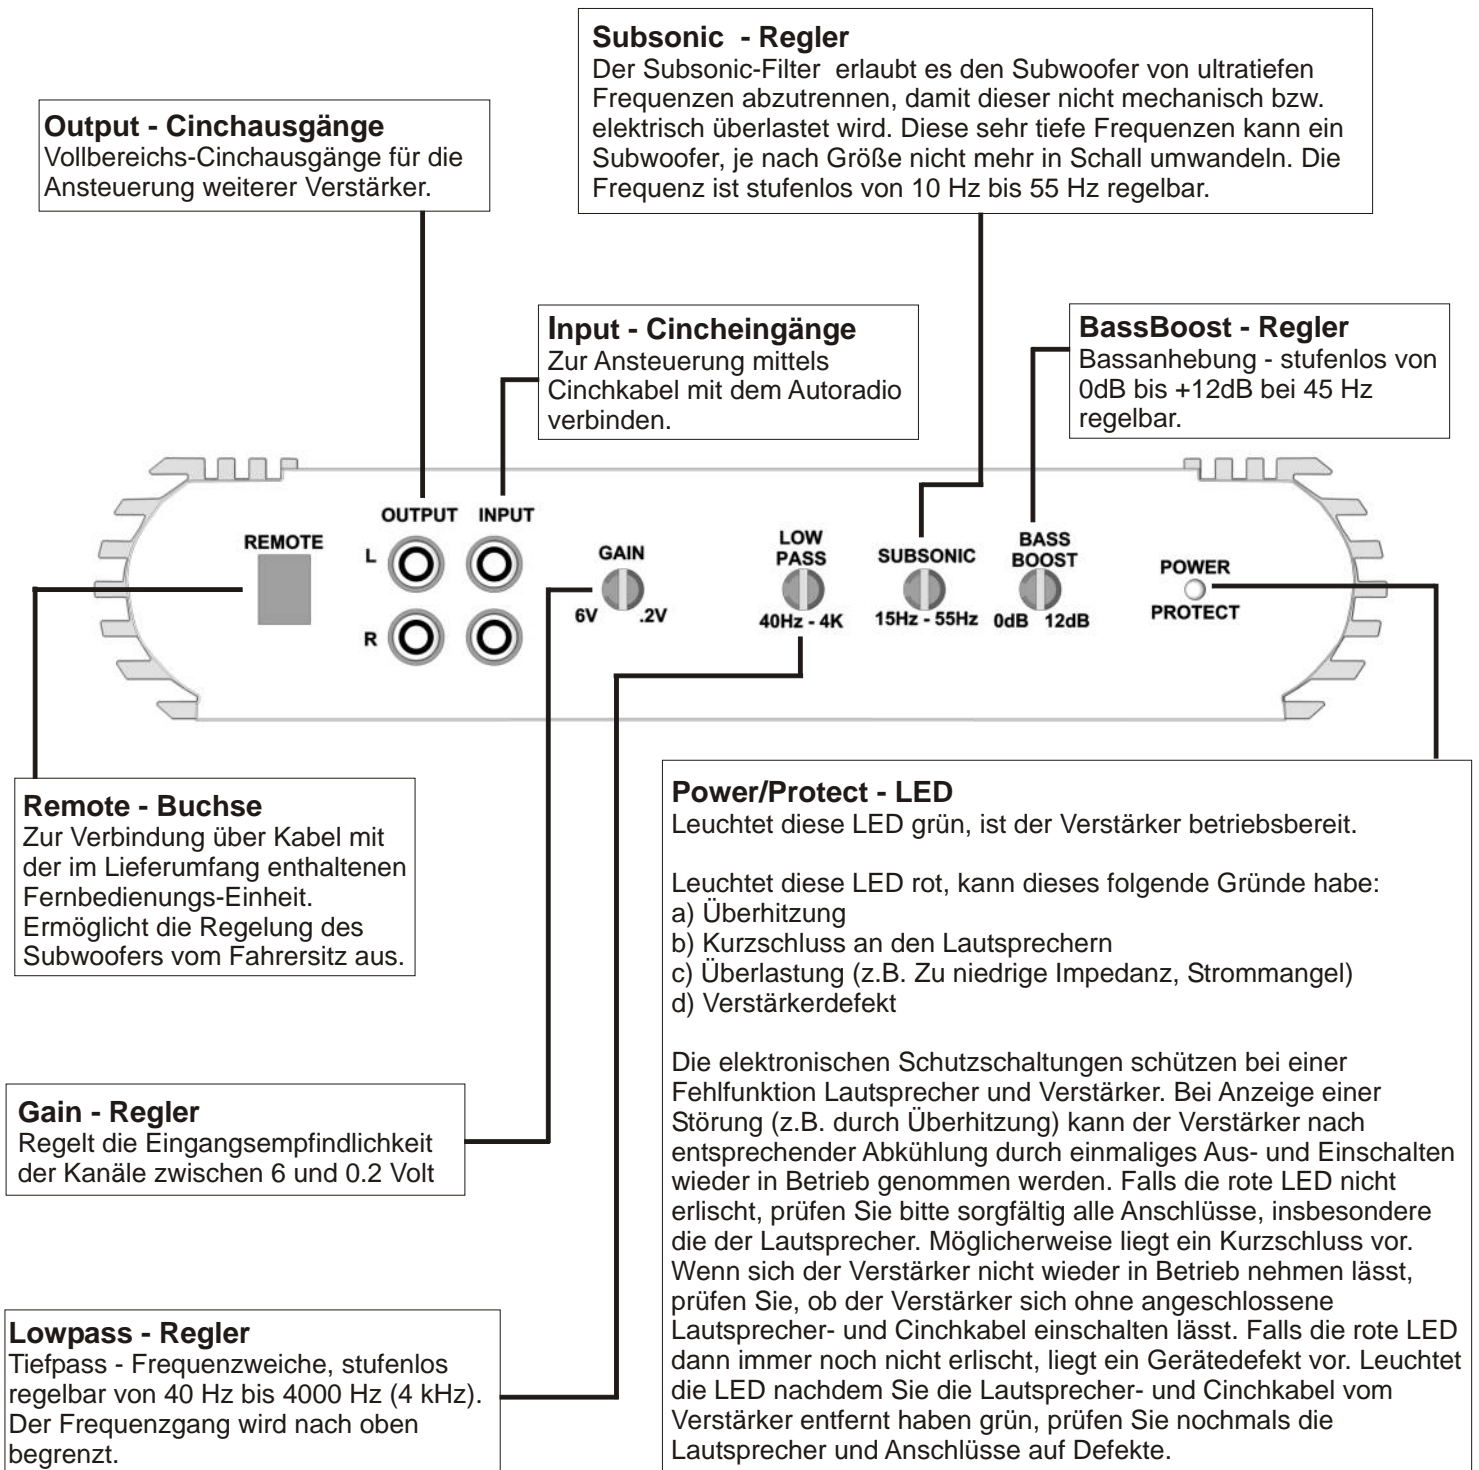 Subsonic - Regler
Der Subsonic-Filter erlaubt es den Subwoofer von ultratiefen
Frequenzen abzutrennen, damit dieser nicht mechanisch bzw.
elektrisch überlastet wird. Diese sehr tiefe Frequenzen kann ein
Subwoofer, je nach Größe nicht mehr in Schall umwandeln. Die
Frequenz ist stufenlos von 10 Hz bis 55 Hz regelbar.
Output - Cinchausgänge
Vollbereichs-Cinchausgänge für die
Ansteuerung weiterer Verstärker.
Input - Cincheingänge
Zur Ansteuerung mittels
Cinchkabel mit dem Autoradio
verbinden.
BassBoost - Regler
Bassanhebung - stufenlos von
0dB bis +12dB bei 45 Hz
regelbar.
REMOTE
OUTPUT INPUT
L
R
GAIN
6V .2V
LOW
PASS
40Hz - 4K
SUBSONIC
15Hz - 55Hz
BASS
BOOST
0dB 12dB
POWER
PROTECT
Remote - Buchse
Zur Verbindung über Kabel mit
der im Lieferumfang enthaltenen
Fernbedienungs-Einheit.
Ermöglicht die Regelung des
Subwoofers vom Fahrersitz aus.
Gain - Regler
Regelt die Eingangsempfindlichkeit
der Kanäle zwischen 6 und 0.2 Volt
Lowpass - Regler
Tiefpass - Frequenzweiche, stufenlos
regelbar von 40 Hz bis 4000 Hz (4 kHz).
Der Frequenzgang wird nach oben
begrenzt.
Power/Protect - LED
Leuchtet diese LED grün, ist der Verstärker betriebsbereit.
Leuchtet diese LED rot, kann dieses folgende Gründe habe:
a) Überhitzung
b) Kurzschluss an den Lautsprechern
c) Überlastung (z.B. Zu niedrige Impedanz, Strommangel)
d) Verstärkerdefekt
Die elektronischen Schutzschaltungen schützen bei einer
Fehlfunktion Lautsprecher und Verstärker. Bei Anzeige einer
Störung (z.B. durch Überhitzung) kann der Verstärker nach
entsprechender Abkühlung durch einmaliges Aus- und Einschalten
wieder in Betrieb genommen werden. Falls die rote LED nicht
erlischt, prüfen Sie bitte sorgfältig alle Anschlüsse, insbesondere
die der Lautsprecher. Möglicherweise liegt ein Kurzschluss vor.
Wenn sich der Verstärker nicht wieder in Betrieb nehmen lässt,
prüfen Sie, ob der Verstärker sich ohne angeschlossene
Lautsprecher- und Cinchkabel einschalten lässt. Falls die rote LED
dann immer noch nicht erlischt, liegt ein Gerätedefekt vor. Leuchtet
die LED nachdem Sie die Lautsprecher- und Cinchkabel vom
Verstärker entfernt haben grün, prüfen Sie nochmals die
Lautsprecher und Anschlüsse auf Defekte.